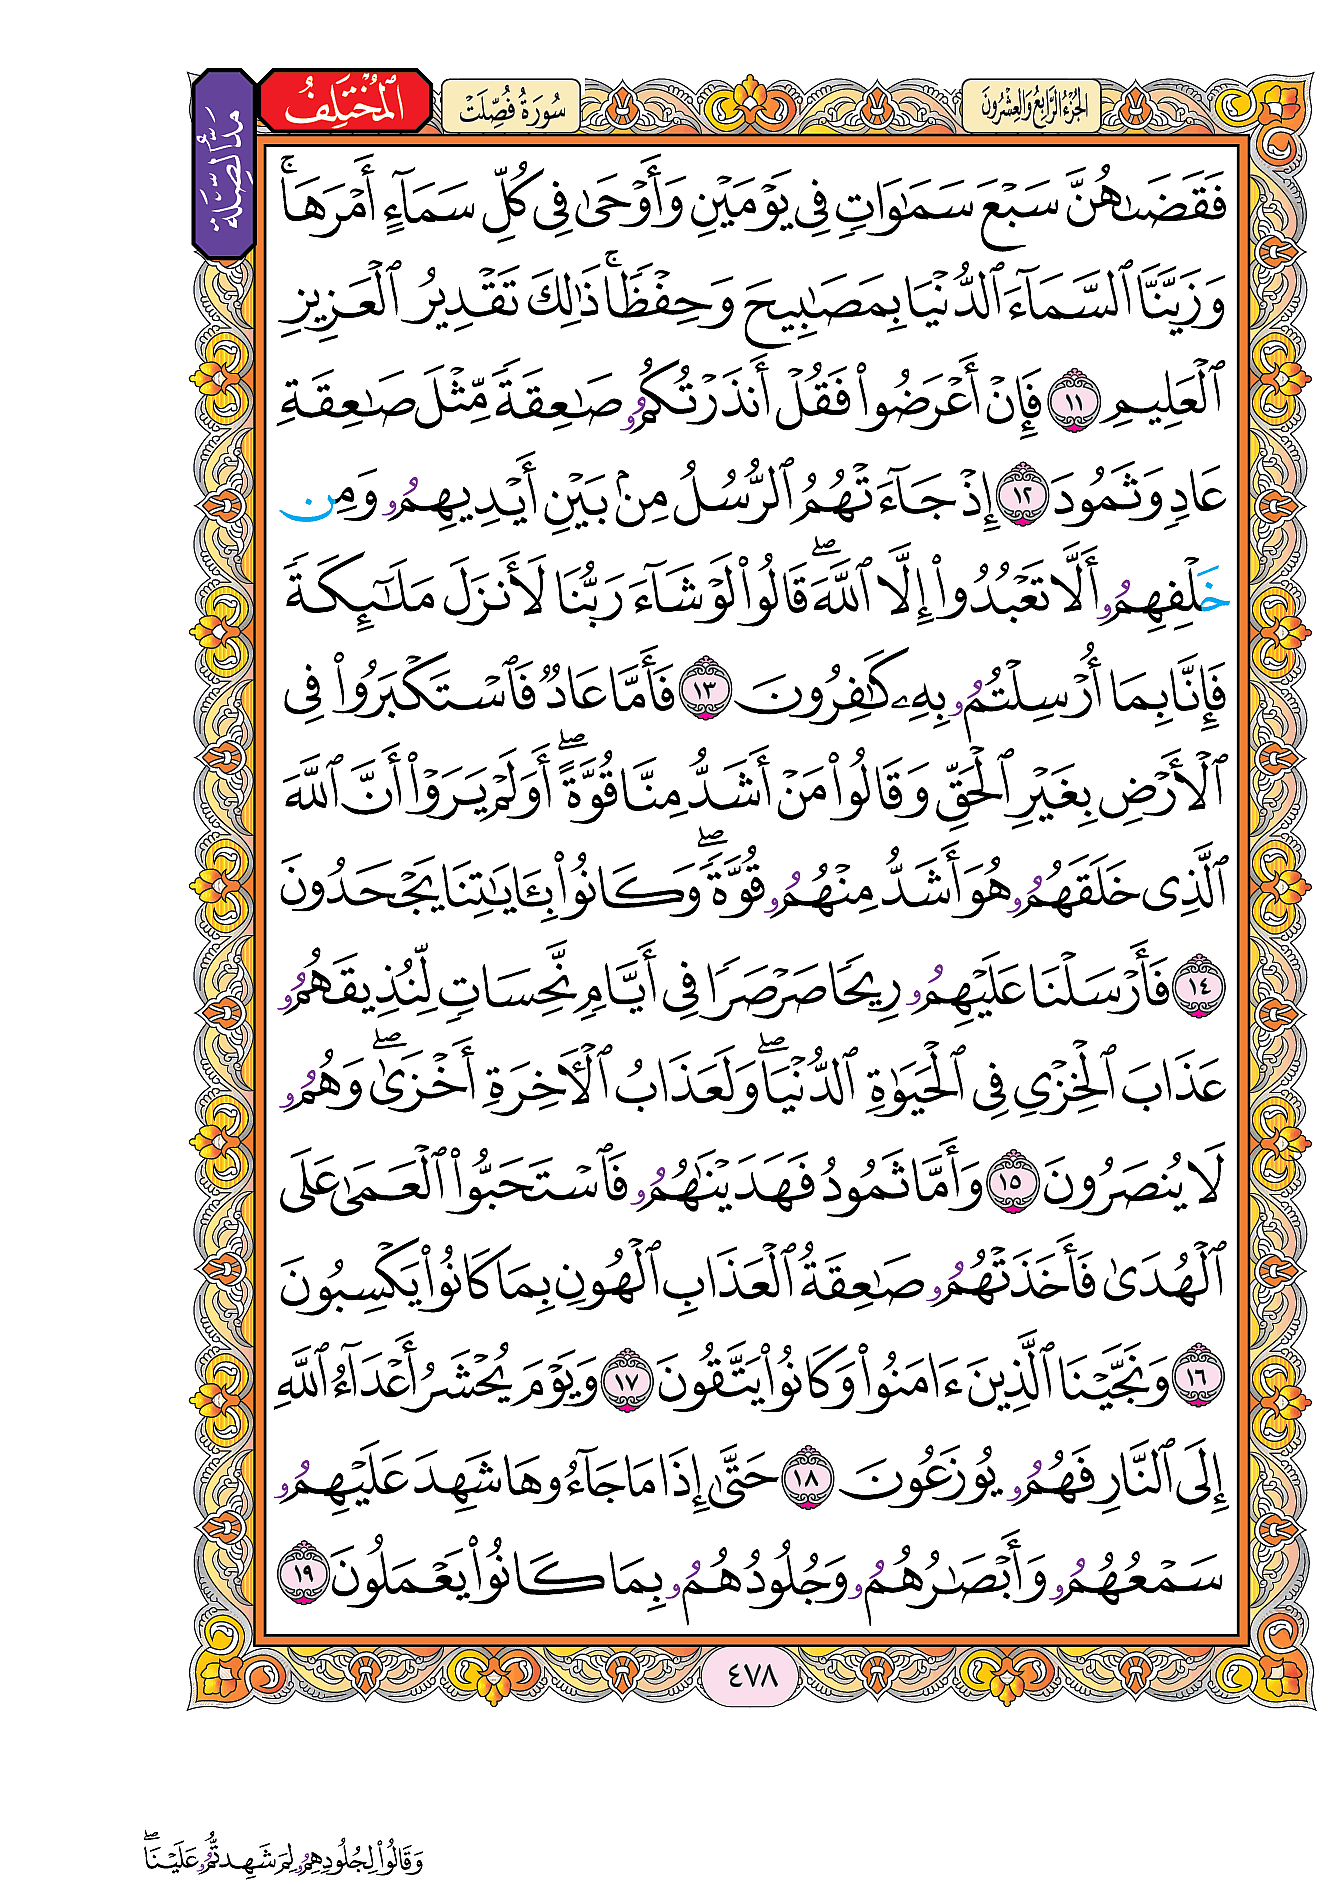 الجُزْءُ الرَّابِعُ وَالعِشْرُونَ
سُورَةُ فُصِّلَتْ
المُخْتَلِفُ
مَدُّ الصِّلَةِ
فَقَضَىٰهُنَّ سَبْعَ سَمَٰوَاتٖ فِي يَوْمَيْنِ وَأَوْحَىٰ فِي كُلِّ سَمَآءٍ أَمْرَهَاۚ
وَزَيَّنَّا ٱلسَّمَآءَ ٱلدُّنْيَا بِمَصَٰبِيحَ وَحِفْظٗاۚ ذَٰلِكَ تَقْدِيرُ ٱلْعَزِيزِ
ٱلْعَلِيمِ ١١ فَإِنْ أَعْرَضُوا۟ فَقُلْ أَنذَرْتُكُمُۥ صَٰعِقَةٗ مِّثْلَ صَٰعِقَةِ
عَادٖ وَثَمُودَ ١٢ إِذْ جَآءَتْهُمُ ٱلرُّسُلُ مِنۢ بَيْنِ أَيْدِيهِمُۥ وَمِن
خَلْفِهِمُۥ أَلَّا تَعْبُدُوٓا۟ إِلَّا ٱللَّهَۖ قَالُوا۟ لَوْ شَآءَ رَبُّنَا لَأَنزَلَ مَلَٰٓئِكَةٗ
فَإِنَّا بِمَا أُرْسِلْتُمُۥ بِهِۦ كَٰفِرُونَ ١٣ فَأَمَّا عَادٞ فَٱسْتَكْبَرُوا۟ فِي
ٱلْأَرْضِ بِغَيْرِ ٱلْحَقِّ وَقَالُوا۟ مَنْ أَشَدُّ مِنَّا قُوَّةًۖ أَوَلَمْ يَرَوْا۟ أَنَّ ٱللَّهَ
ٱلَّذِي خَلَقَهُمُۥ هُوَ أَشَدُّ مِنْهُمُۥ قُوَّةٗۖ وَكَانُوا۟ بِـَٔايَٰتِنَا يَجْحَدُونَ
١٤ فَأَرْسَلْنَا عَلَيْهِمُۥ رِيحٗا صَرْصَرٗا فِي أَيَّامٖ نَّحْسَاتٖ لِّنُذِيقَهُمُۥ
عَذَابَ ٱلْخِزْيِ فِي ٱلْحَيَوٰةِ ٱلدُّنْيَاۖ وَلَعَذَابُ ٱلْأَخِرَةِ أَخْزَىٰۖ وَهُمُۥ
لَا يُنصَرُونَ ١٥ وَأَمَّا ثَمُودُ فَهَدَيْنَٰهُمُۥ فَٱسْتَحَبُّوا۟ ٱلْعَمَىٰ عَلَى
ٱلْهُدَىٰ فَأَخَذَتْهُمُۥ صَٰعِقَةُ ٱلْعَذَابِ ٱلْهُونِ بِمَا كَانُوا۟ يَكْسِبُونَ
١٦ وَنَجَّيْنَا ٱلَّذِينَ ءَامَنُوا۟ وَكَانُوا۟ يَتَّقُونَ ١٧ وَيَوْمَ يُحْشَرُ أَعْدَآءُ ٱللَّهِ
إِلَى ٱلنَّارِ فَهُمُۥ يُوزَعُونَ ١٨ حَتَّىٰ إِذَا مَا جَآءُوهَا شَهِدَ عَلَيْهِمُۥ
سَمْعُهُمُۥ وَأَبْصَٰرُهُمُۥ وَجُلُودُهُمُۥ بِمَا كَانُوا۟ يَعْمَلُونَ ١٩
٤٧٨
وَقَالُوا۟ لِجُلُودِهِمُۥ لِمَ شَهِدتُّمُۥ عَلَيْنَاۖ